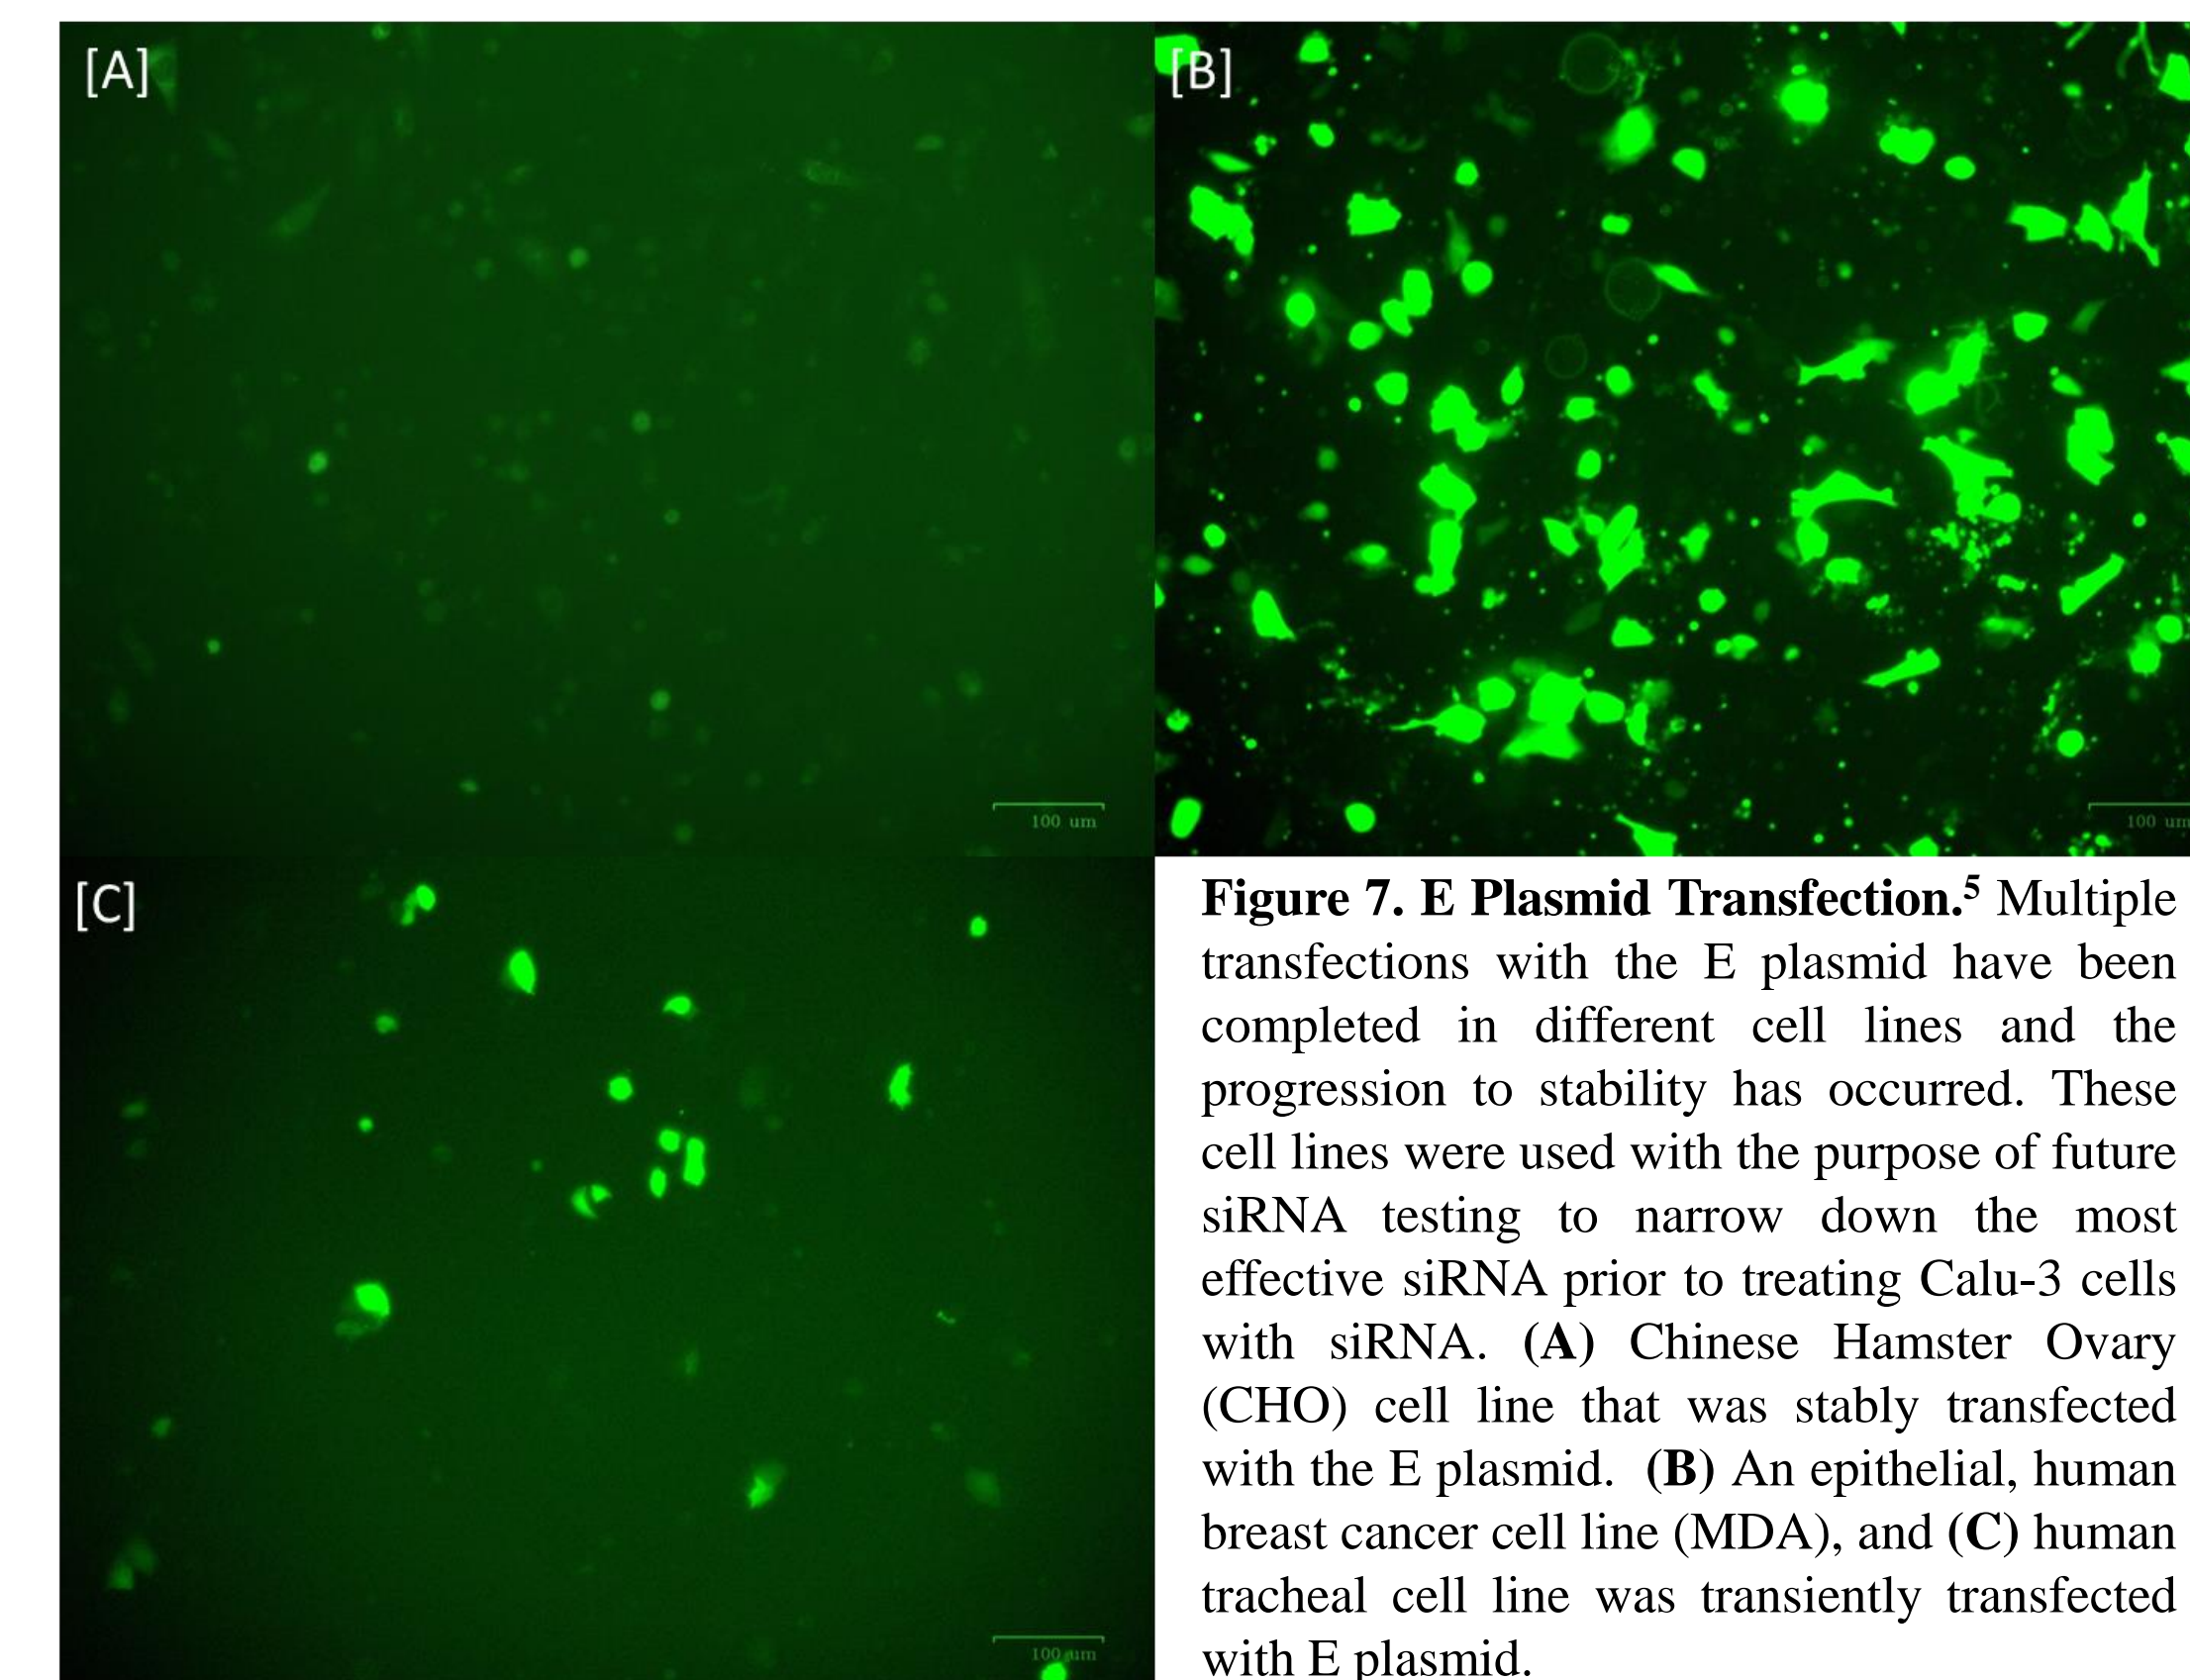 [A]
[B]
100 um
100 um
[C]
Figure 7. E Plasmid Transfection.⁵ Multiple
transfections with the E plasmid have been
completed in different cell lines and the
progression to stability has occurred. These
cell lines were used with the purpose of future
siRNA testing to narrow down the most
effective siRNA prior to treating Calu-3 cells
with siRNA. (A) Chinese Hamster Ovary
(CHO) cell line that was stably transfected
with the E plasmid. (B) An epithelial, human
breast cancer cell line (MDA), and (C) human
tracheal cell line was transiently transfected
with E plasmid.
100 um